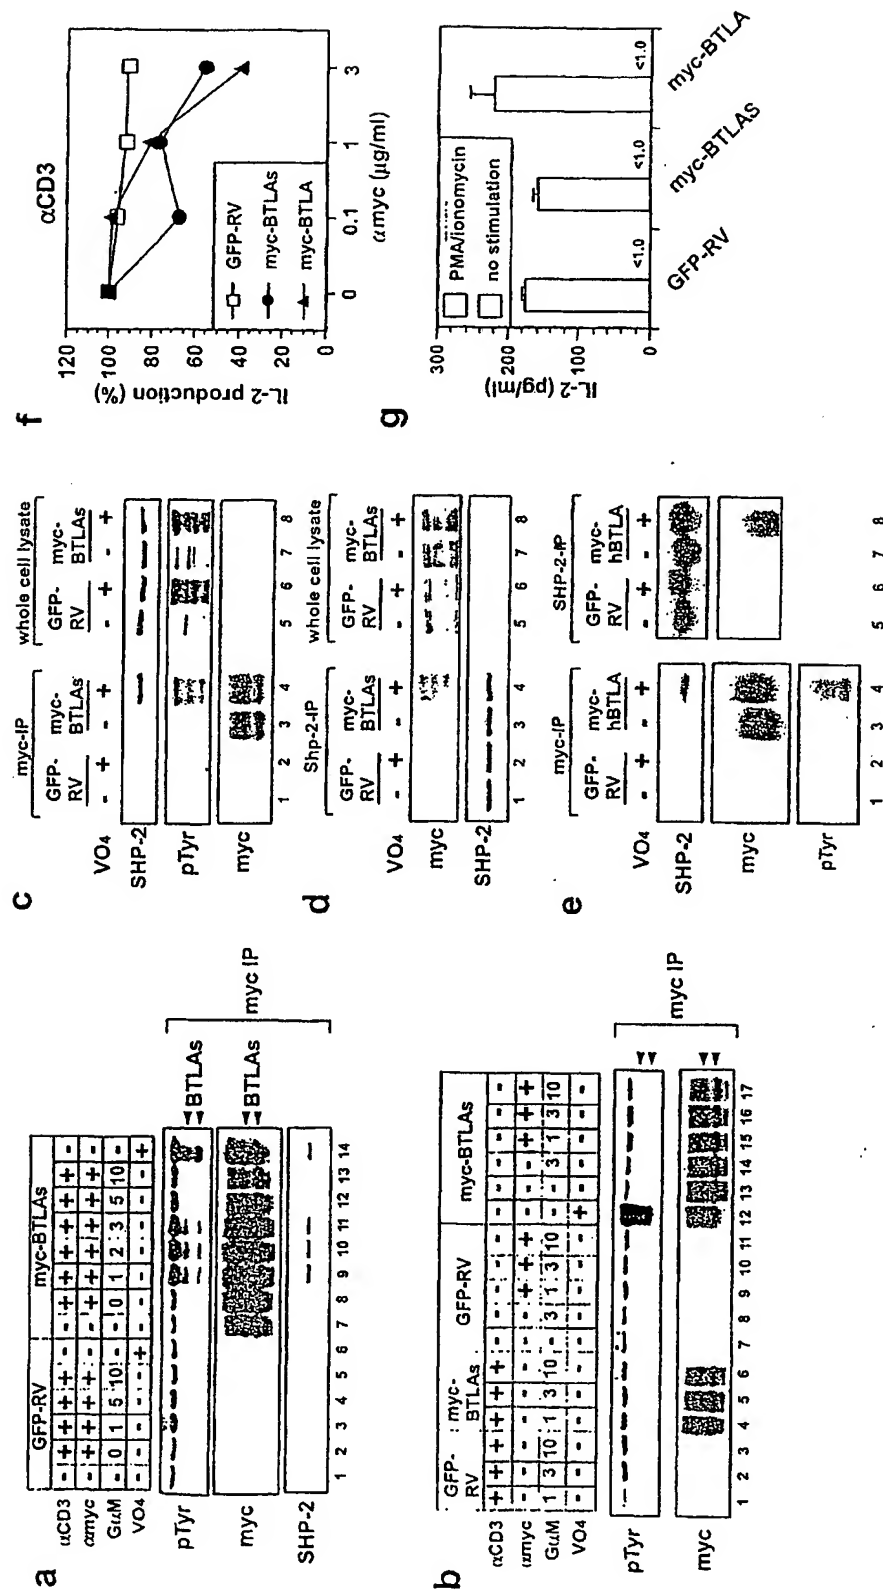 a
GFP-RV myc-BTLAs
αCD3 - + + + + - - + + + + + + -
αmyc - + + + + - - + + + + + + -
GαM - 0 1 5 10 - - 0 1 2 3 5 10 -
VO4 - - - - - + - - - - - - - +
1 2 3 4 5 6 7 8 9 10 11 12 13 14
pTyr
BTLAs
myc
BTLAs
SHP-2
myc IP
b
GFP-RV myc-BTLAs GFP-RV myc-BTLAs
αCD3 + + + + + + - - - - - - - - - - -
αmyc - - - - - - - - + + + - - - + + +
GαM 1 3 10 1 3 10 - 3 1 3 10 - - 3 1 3 10
VO4 - - - - - - - - - - - + - - - - -
pTyr
myc
myc IP
1 2 3 4 5 6 7 8 9 10 11 12 13 14 15 16 17
c
myc-IP whole cell lysate
GFP-RV myc-BTLAs GFP-RV myc-BTLAs
VO4 - + - + - + - +
SHP-2
pTyr
myc
1 2 3 4 5 6 7 8
d
Shp-2-IP whole cell lysate
GFP-RV myc-BTLAs GFP-RV myc-BTLAs
VO4 - + - + - + - +
myc
SHP-2
1 2 3 4 5 6 7 8
e
myc-IP SHP-2-IP
GFP-RV myc-hBTLA GFP-RV myc-hBTLA
VO4 - + - + - + - +
SHP-2
myc
pTyr
1 2 3 4 5 6 7 8
f
αCD3
120
100
80
60
40
20
0
IL-2 production (%)
GFP-RV
myc-BTLAs
myc-BTLA
0 0.1 1 3
αmyc (μg/ml)
g
300
200
100
0
IL-2 (pg/ml)
PMA/ionomycin
no stimulation
<1.0 <1.0 <1.0
GFP-RV myc-BTLAS myc-BTLA